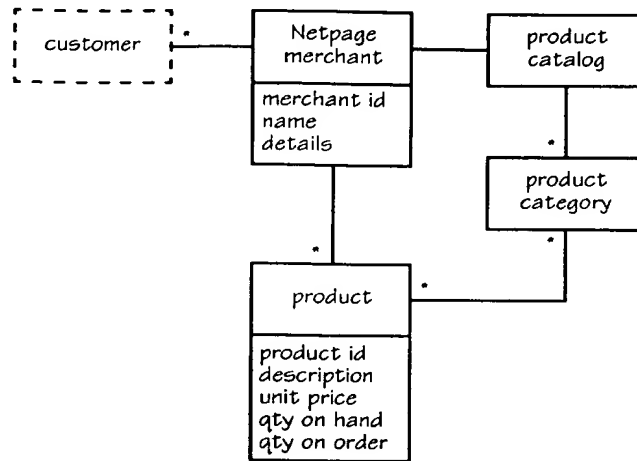 customer
*
Netpage
merchant
merchant id
name
details
product
catalog
*
product
category
*
*
*
product
product id
description
unit price
qty on hand
qty on order